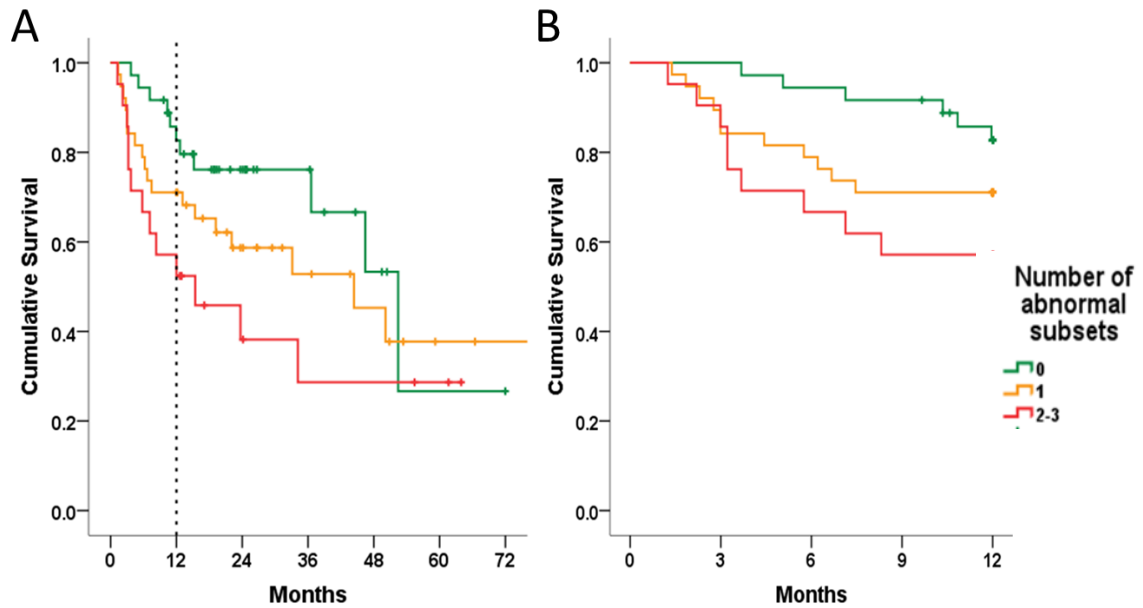 A
B
Cumulative Survival
1.0
0.8
0.6
0.4
0.2
0.0
0 12 24 36 48 60 72
Months
Cumulative Survival
1.0
0.8
0.6
0.4
0.2
0.0
0 3 6 9 12
Months
Number of
abnormal
subsets
0
1
2-3